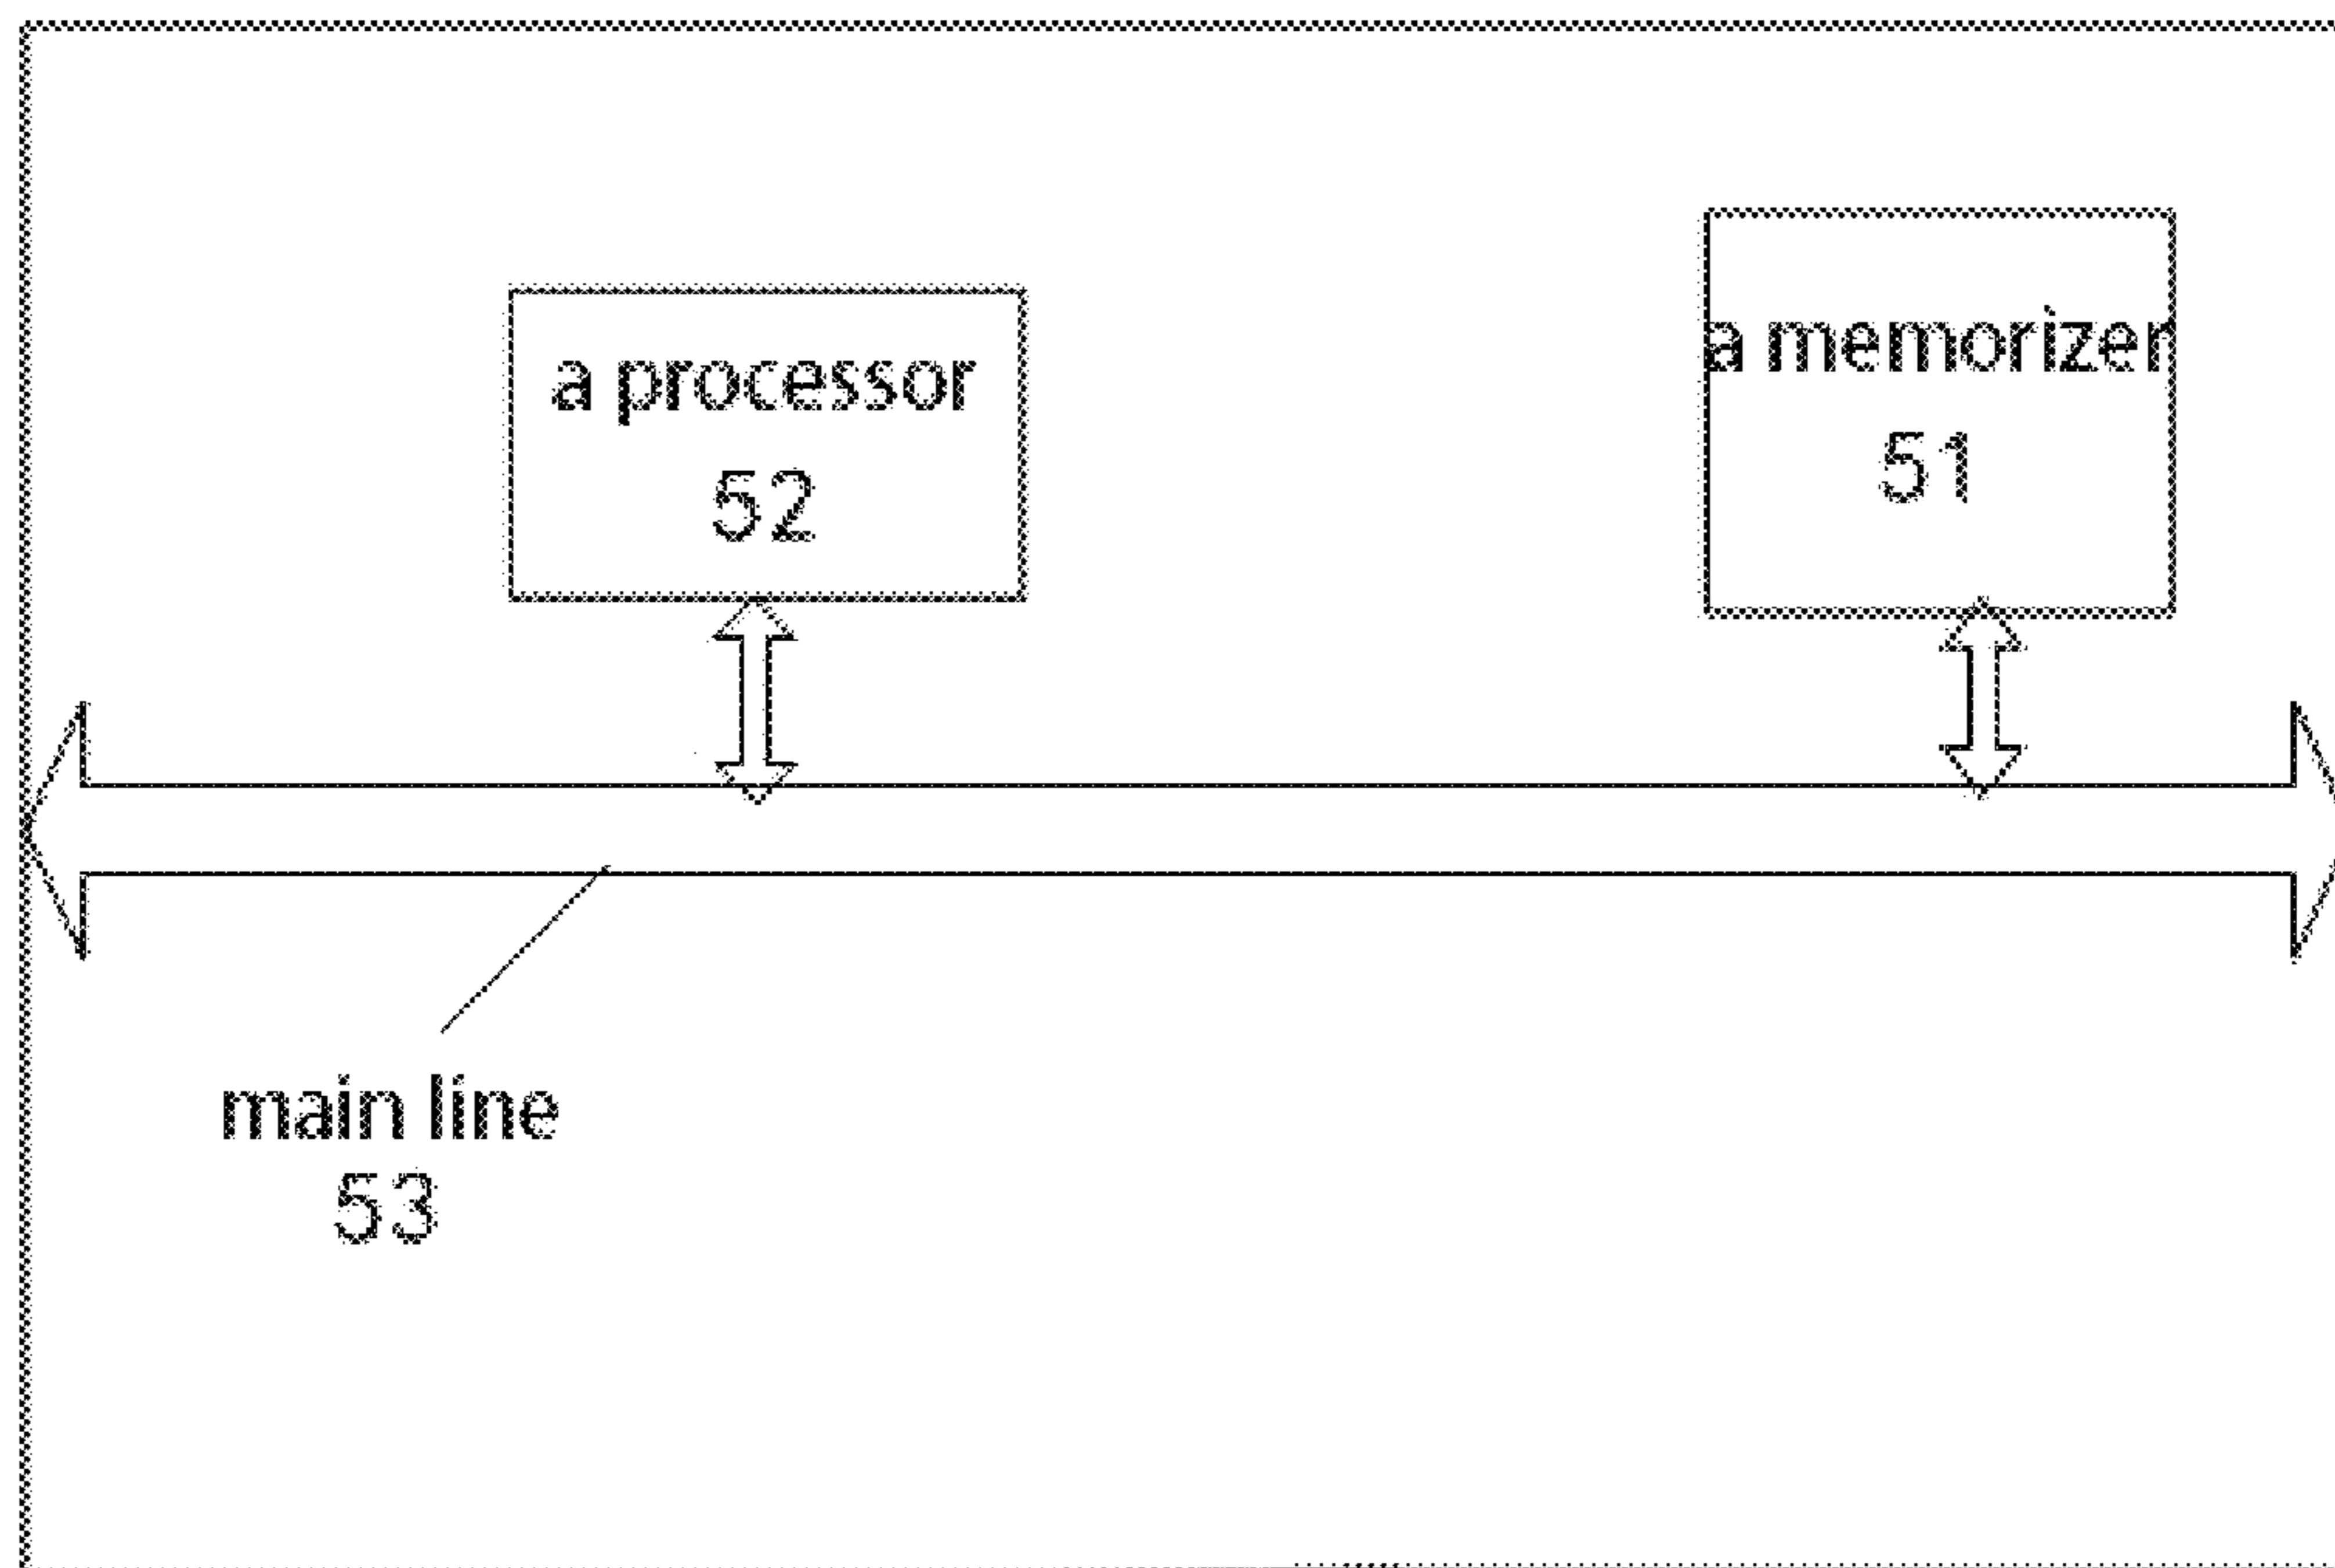 a processor
52
a memorizer
51
main line
53